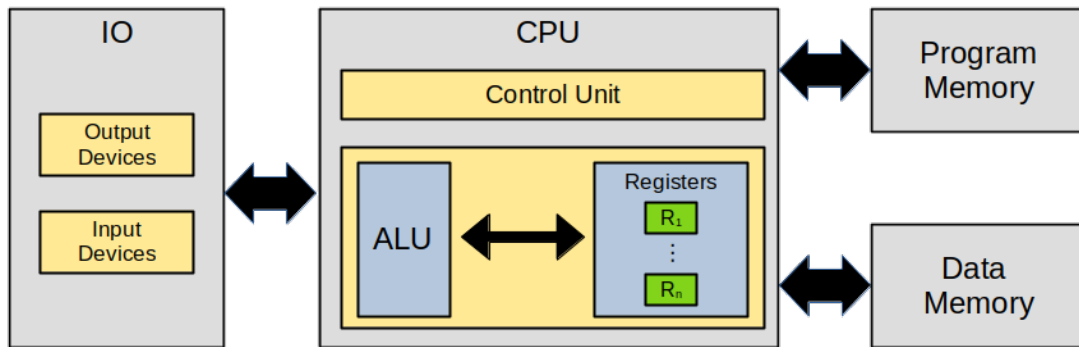 IO
Output
Devices
Input
Devices
CPU
Control Unit
ALU
Registers
R₁
⋮
Rₙ
Program
Memory
Data
Memory